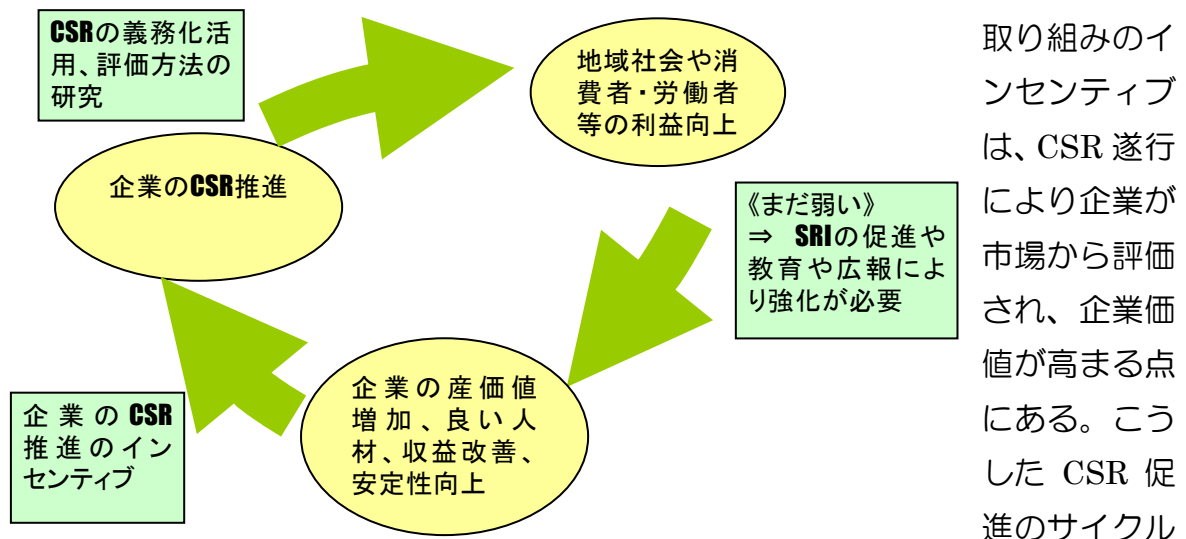 CSRの義務化活
用、評価方法の
研究
地域社会や消
費者・労働者
等の利益向上
企業のCSR推進
《まだ弱い》
⇒ SRIの促進や
教育や広報によ
り強化が必要
企業の産価値
増加、良い人
材、収益改善、
安定性向上
企業のCSR
推進のイン
センティブ
取り組みのイ
ンセンティブ
は、CSR 遂行
により企業が
市場から評価
され、企業価
値が高まる点
にある。こう
した CSR 促
進のサイクル